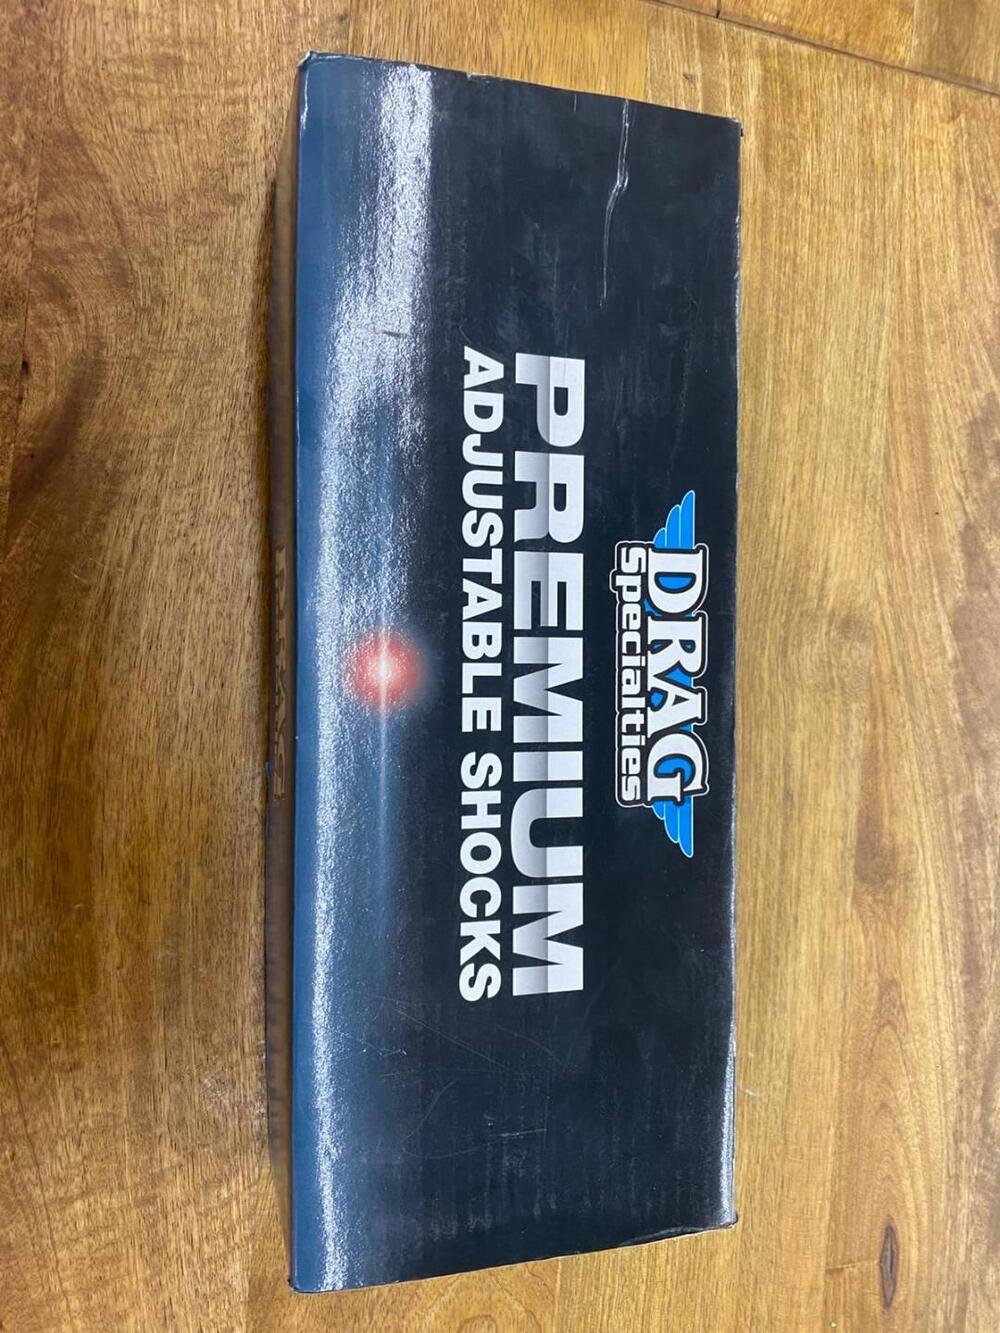 DRAG
Specialties
PREMIUM
ADJUSTABLE SHOCKS